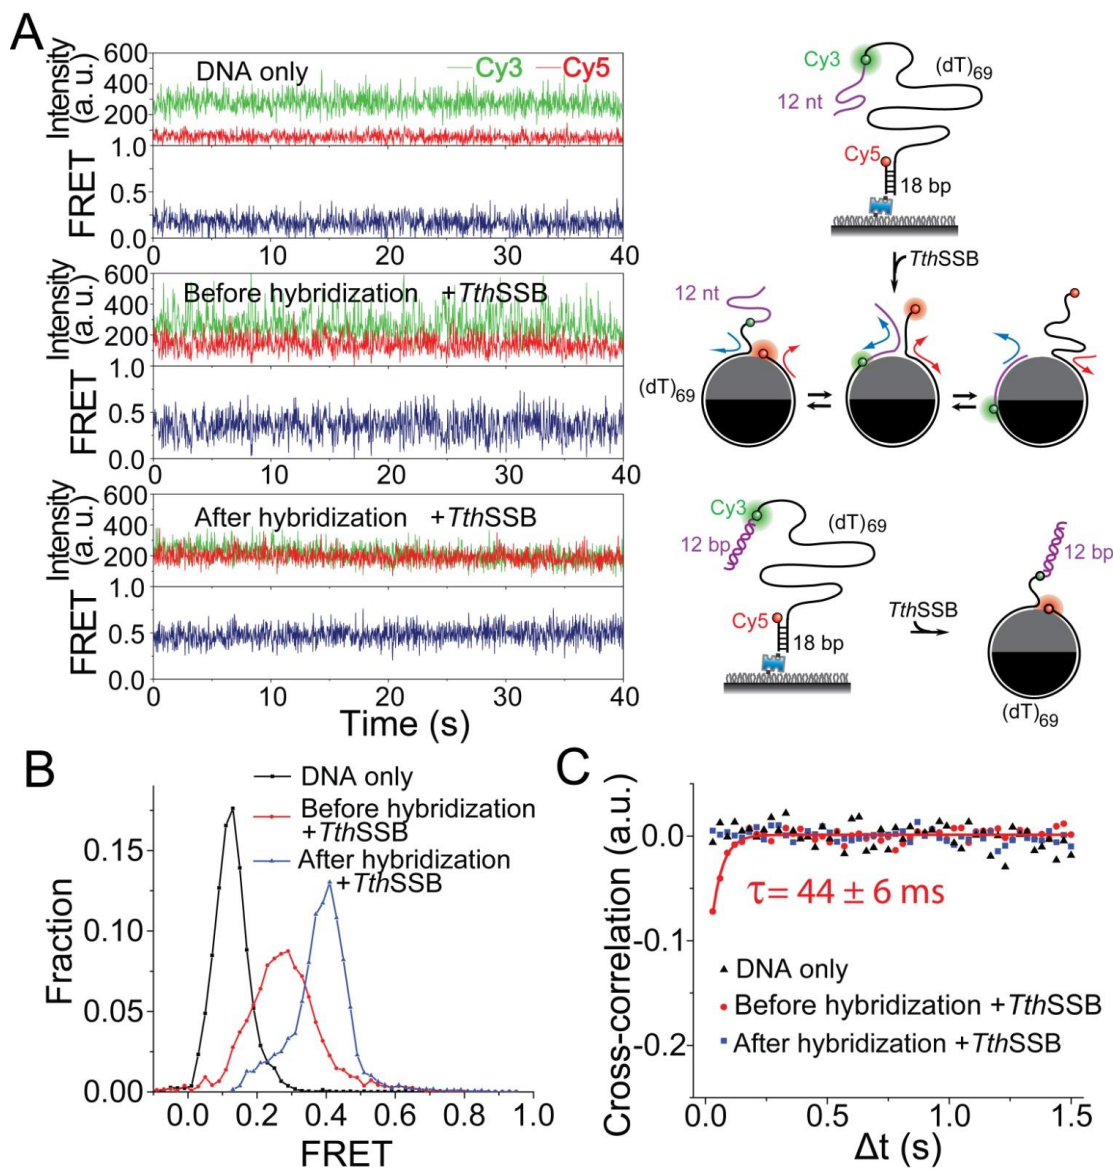 A
600
400
200
Intensity
(a. u.)
DNA only
Cy3
Cy5
1.0
0.5
0.0
FRET
0
10
20
30
40
600
400
200
Intensity
(a. u.)
Before hybridization +TthSSB
1.0
0.5
0.0
FRET
0
10
20
30
40
600
400
200
Intensity
(a. u.)
After hybridization +TthSSB
1.0
0.5
0.0
FRET
0
10
20
30
40
Time (s)
Cy3
(dT)69
12 nt
Cy5
18 bp
TthSSB
12 nt
(dT)69
Cy3
(dT)69
12 bp
Cy5
18 bp
TthSSB
12 bp
(dT)69
B
DNA only
Before hybridization
+TthSSB
After hybridization
+TthSSB
Fraction
0.15
0.10
0.05
0.00
0.0
0.2
0.4
0.6
0.8
1.0
FRET
C
Cross-correlation (a.u.)
0.0
-0.1
-0.2
τ= 44 ± 6 ms
DNA only
Before hybridization +TthSSB
After hybridization +TthSSB
0.0
0.5
1.0
1.5
Δt (s)